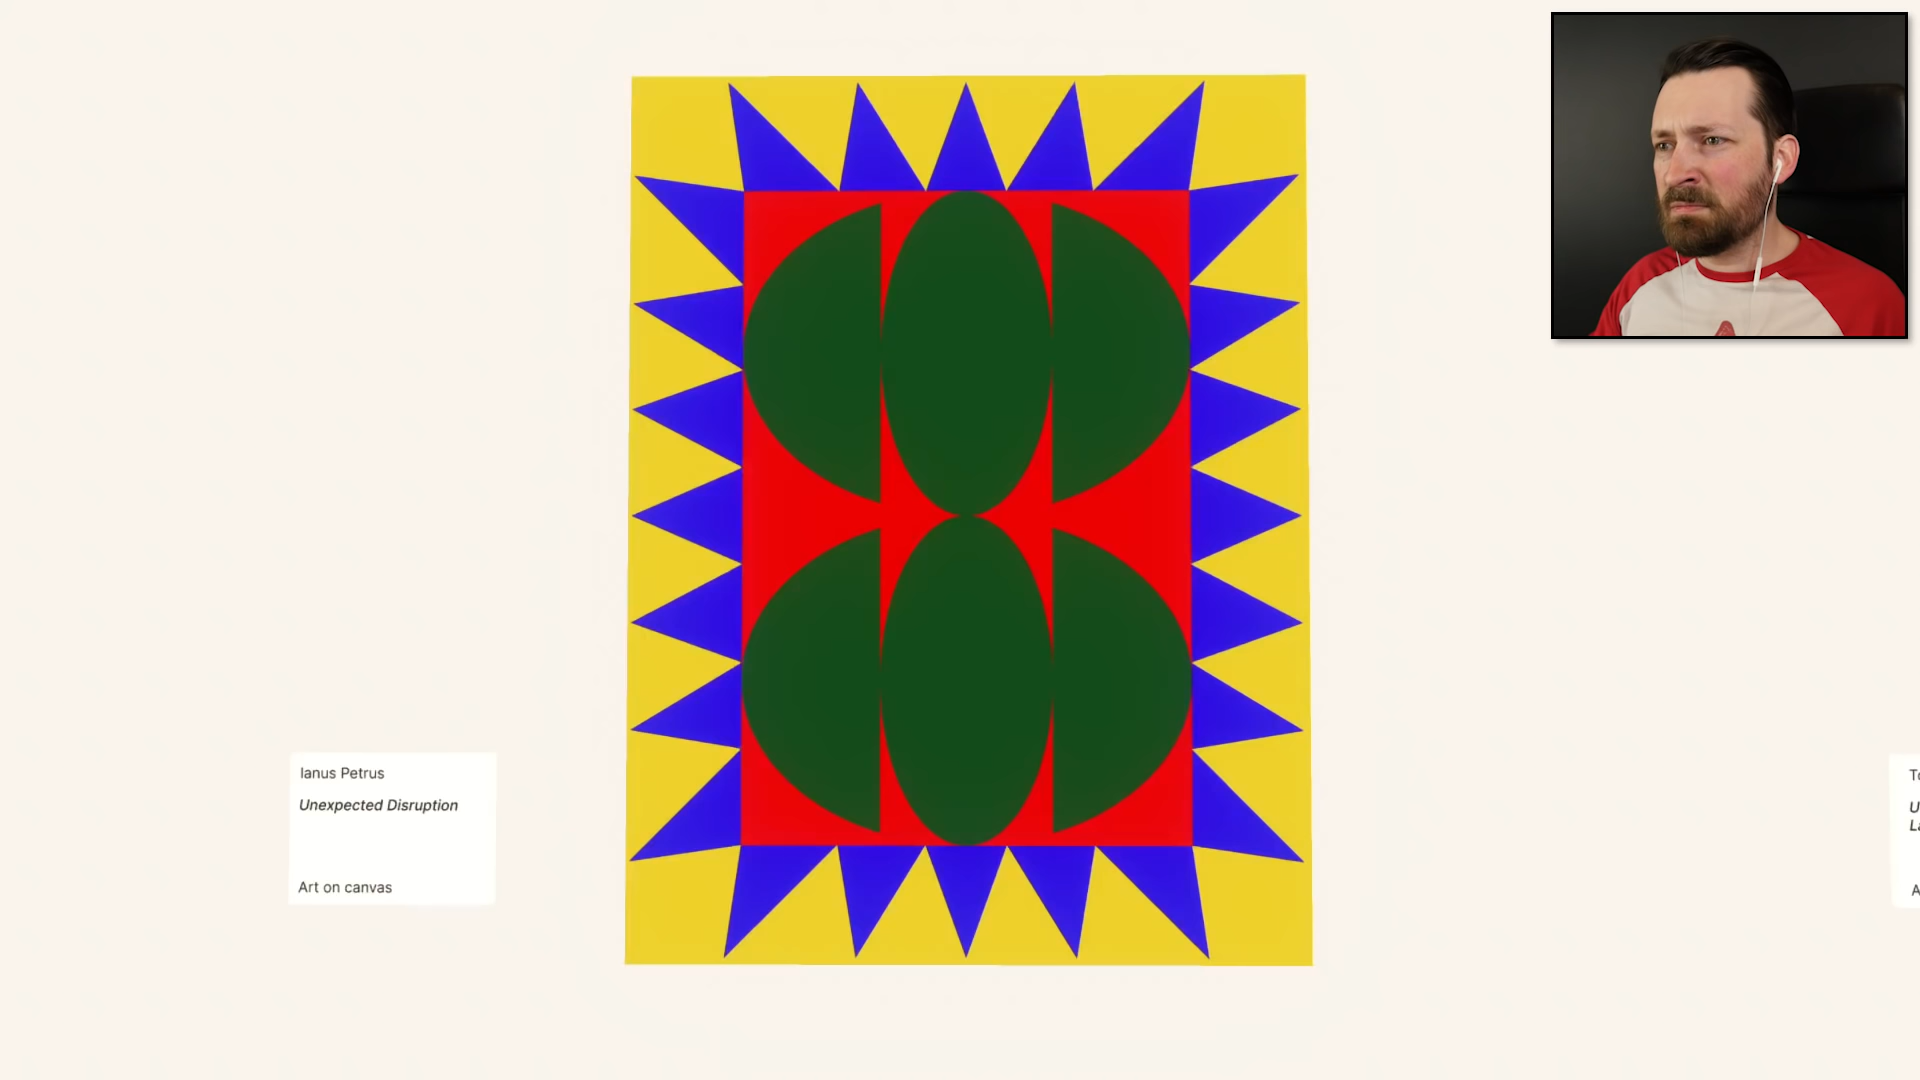 Ianus Petrus
Unexpected Disruption
Art on canvas